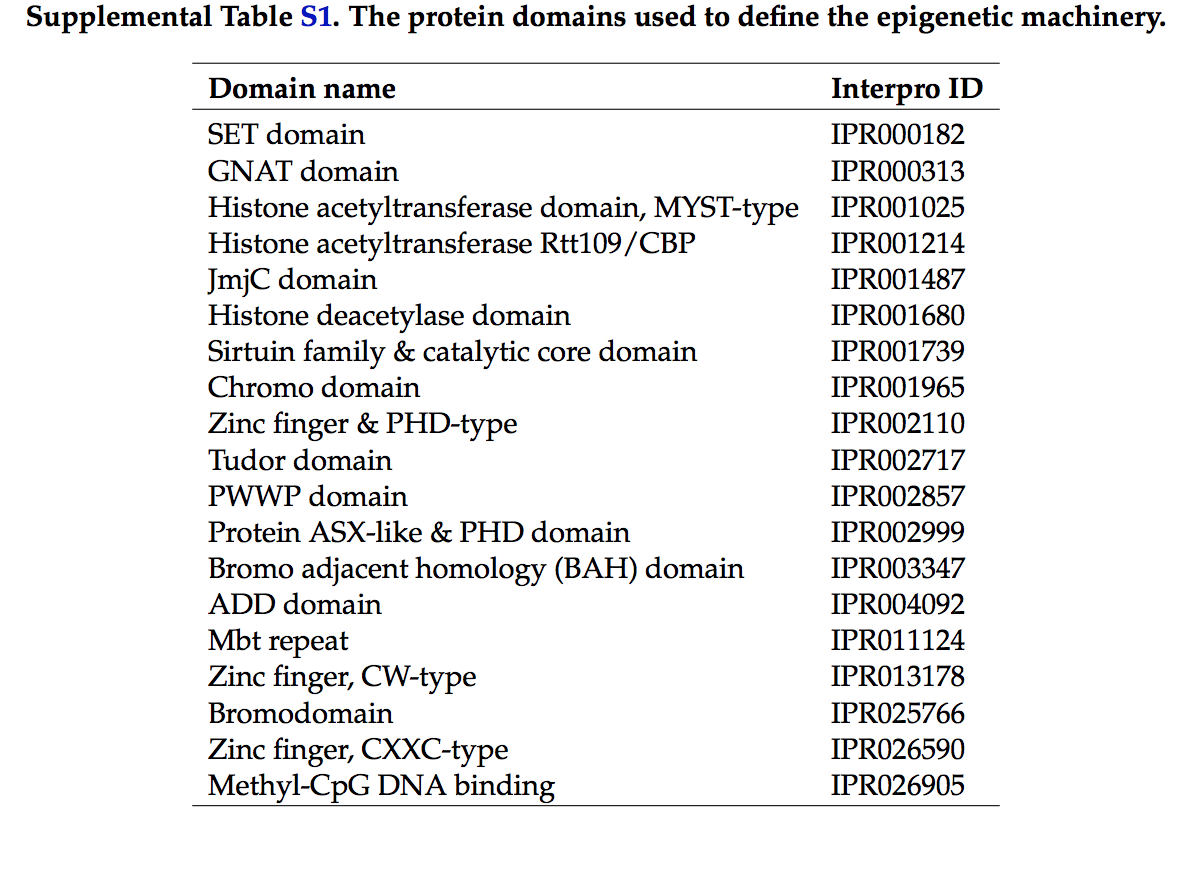 Supplemental Table S1. The protein domains used to define the epigenetic machinery.
Domain name Interpro ID
SET domain IPR000182
GNAT domain IPR000313
Histone acetyltransferase domain, MYST-type IPR001025
Histone acetyltransferase Rtt109/CBP IPR001214
JmjC domain IPR001487
Histone deacetylase domain IPR001680
Sirtuin family & catalytic core domain IPR001739
Chromo domain IPR001965
Zinc finger & PHD-type IPR002110
Tudor domain IPR002717
PWWP domain IPR002857
Protein ASX-like & PHD domain IPR002999
Bromo adjacent homology (BAH) domain IPR003347
ADD domain IPR004092
Mbt repeat IPR011124
Zinc finger, CW-type IPR013178
Bromodomain IPR025766
Zinc finger, CXXC-type IPR026590
Methyl-CpG DNA binding IPR026905